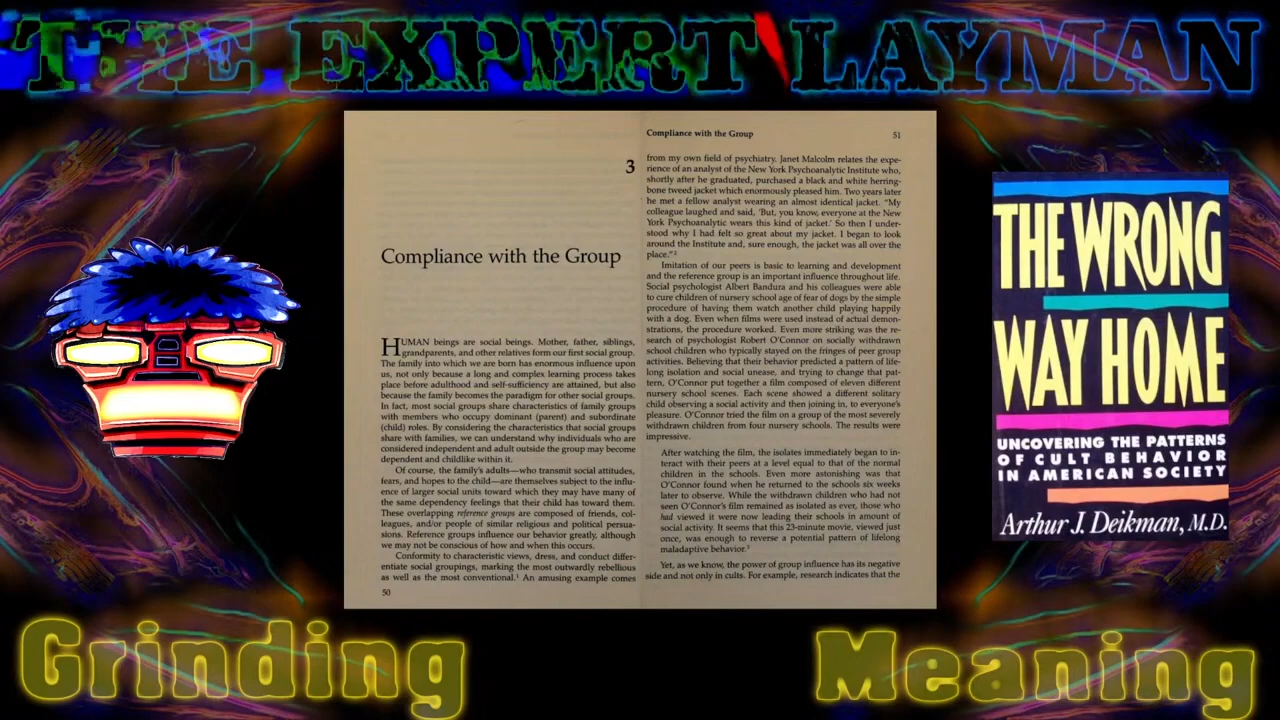 THE EXPERT LAYMAN
3
Compliance with the Group
HUMAN beings are social beings. Mother, father, siblings,
grandparents, and other relatives form our first social group.
The family into which we are born has enormous influence upon
us, not only because a long and complex learning process takes
place before adulthood and self-sufficiency are attained, but also
because the family becomes the paradigm for other social groups.
In fact, most social groups share characteristics of family groups
with members who occupy dominant (parent) and subordinate
(child) roles. By considering the characteristics that social groups
share with families, we can understand why individuals who are
considered independent and adult outside the group may become
dependent and childlike within it.
Of course, the family's adults—who transmit social attitudes,
fears, and hopes to the child—are themselves subject to the influ-
ence of larger social units toward which they may have many of
the same dependency feelings that their child has toward them.
These overlapping reference groups are composed of friends, col-
leagues, and/or people of similar religious and political persua-
sions. Reference groups influence our behavior greatly, although
we may not be conscious of how and when this occurs.
Conformity to characteristic views, dress, and conduct differ-
entiate social groupings, marking the most outwardly rebellious
as well as the most conventional.¹ An amusing example comes
50
Compliance with the Group 51
from my own field of psychiatry. Janet Malcolm relates the expe-
rience of an analyst of the New York Psychoanalytic Institute who,
shortly after he graduated, purchased a black and white herring-
bone tweed jacket which enormously pleased him. Two years later
he met a fellow analyst wearing an almost identical jacket. "My
colleague laughed and said, 'But, you know, everyone at the New
York Psychoanalytic wears this kind of jacket.' So then I under-
stood why I had felt so great about my jacket. I began to look
around the Institute and, sure enough, the jacket was all over the
place."²
Imitation of our peers is basic to learning and development
and the reference group is an important influence throughout life.
Social psychologist Albert Bandura and his colleagues were able
to cure children of nursery school age of fear of dogs by the simple
procedure of having them watch another child playing happily
with a dog. Even when films were used instead of actual demon-
strations, the procedure worked. Even more striking was the re-
search of psychologist Robert O'Connor on socially withdrawn
school children who typically stayed on the fringes of peer group
activities. Believing that their behavior predicted a pattern of life-
long isolation and social unease, and trying to change that pat-
tern, O'Connor put together a film composed of eleven different
nursery school scenes. Each scene showed a different solitary
child observing a social activity and then joining in, to everyone's
pleasure. O'Connor tried the film on a group of the most severely
withdrawn children from four nursery schools. The results were
impressive.
After watching the film, the isolates immediately began to in-
teract with their peers at a level equal to that of the normal
children in the schools. Even more astonishing was that
O'Connor found when he returned to the schools six weeks
later to observe. While the withdrawn children who had not
seen O'Connor's film remained as isolated as ever, those who
had viewed it were now leading their schools in amount of
social activity. It seems that this 23-minute movie, viewed just
once, was enough to reverse a potential pattern of lifelong
maladaptive behavior.³
Yet, as we know, the power of group influence has its negative
side and not only in cults. For example, research indicates that the
THE WRONG
WAY HOME
UNCOVERING THE PATTERNS
OF CULT BEHAVIOR
IN AMERICAN SOCIETY
Arthur J. Deikman, M.D.
Grinding Meaning